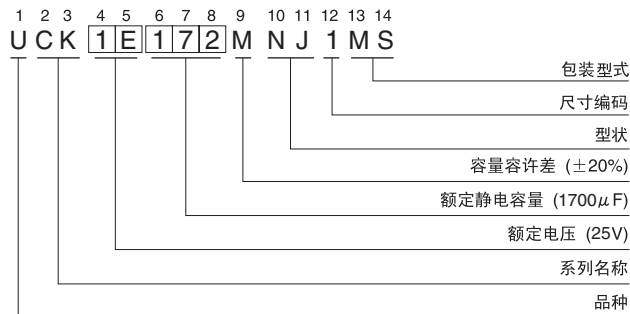 1 2 3 4 5 6 7 8 9 10 11 12 13 14
U C K 1 E 1 7 2 M N J 1 M S
包装型式
尺寸编码
型状
容量容许差 (±20%)
额定静电容量 (1700μF)
额定电压 (25V)
系列名称
品种